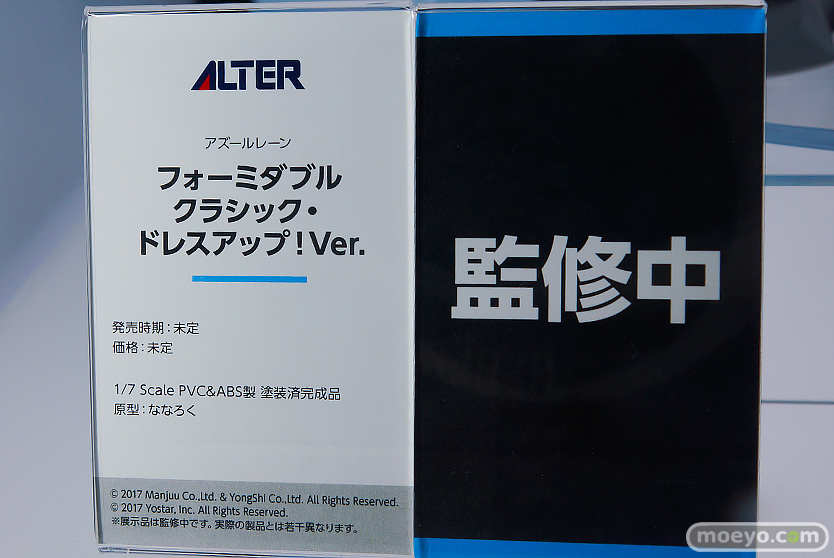 ALTER
アズールレーン
フォーミダブル
クラシック・
ドレスアップ!Ver.
発売時期:未定
価格:未定
1/7 Scale PVC&ABS製 塗装済完成品
原型:ななろく
© 2017 Manjuu Co.,Ltd. & YongShi Co.,Ltd. All Rights Reserved.
© 2017 Yostar, Inc. All Rights Reserved.
※展示品は監修中です。実際の製品とは若干異なります。
監修中
moeyo.com